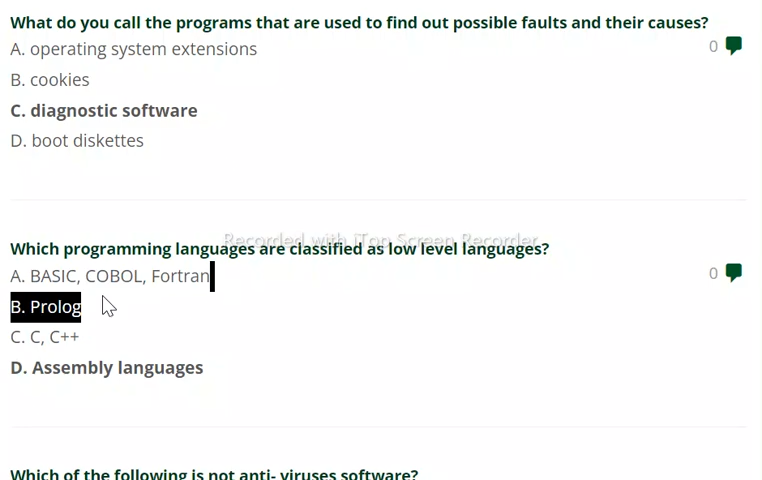 What do you call the programs that are used to find out possible faults and their causes?
A. operating system extensions
0
B. cookies
C. diagnostic software
D. boot diskettes
Recorded with iTop Screen Recorder
Which programming languages are classified as low level languages?
A. BASIC, COBOL, Fortran
0
B. Prolog
C. C, C++
D. Assembly languages
Which of the following is not anti- viruses software?